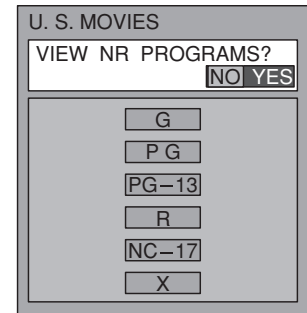 U. S. MOVIES
VIEW NR PROGRAMS?
NO YES
G
P G
PG–13
R
NC–17
X